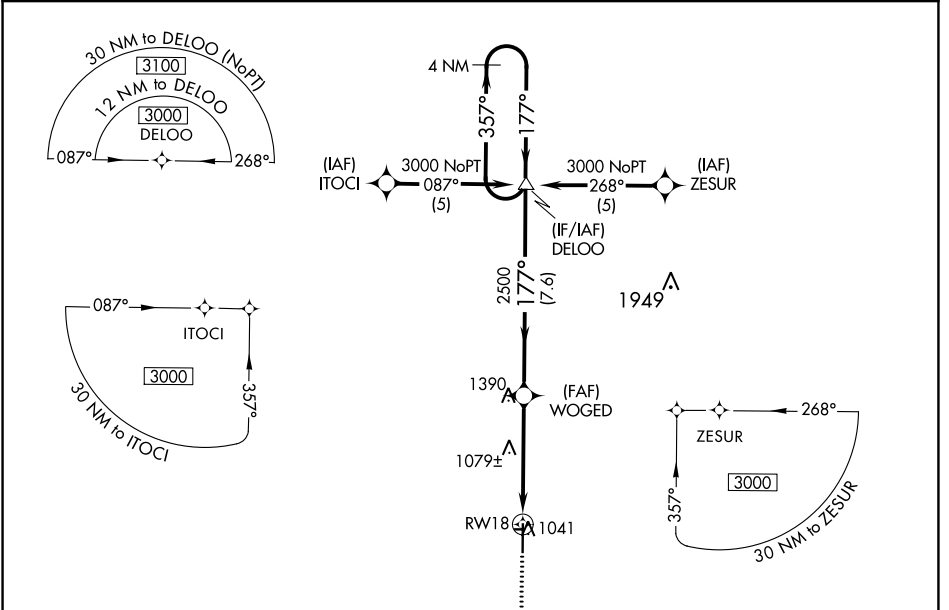 30 NM to DELOO (NoPT)
3100
12 NM to DELOO
3000
DELOO
087°
268°
4 NM
357°
177°
(IAF)
ITOCI
3000 NoPT
087°
(5)
3000 NoPT
268°
(5)
(IAF)
ZESUR
(IF/IAF)
DELOO
2500
177°
(7.6)
1949
087°
ITOCI
3000
357°
30 NM to ITOCI
1390
(FAF)
WOGED
1079±
RW18
1041
268°
ZESUR
3000
357°
30 NM to ZESUR